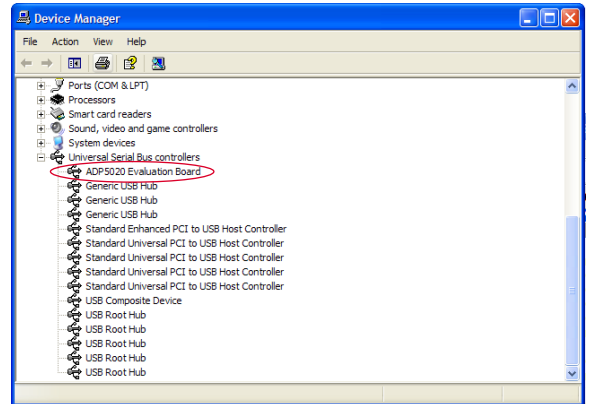 Device Manager
File Action View Help
Ports (COM & LPT)
Processors
Smart card readers
Sound, video and game controllers
System devices
Universal Serial Bus controllers
ADP5020 Evaluation Board
Generic USB Hub
Generic USB Hub
Generic USB Hub
Standard Enhanced PCI to USB Host Controller
Standard Universal PCI to USB Host Controller
Standard Universal PCI to USB Host Controller
Standard Universal PCI to USB Host Controller
Standard Universal PCI to USB Host Controller
USB Composite Device
USB Root Hub
USB Root Hub
USB Root Hub
USB Root Hub
USB Root Hub